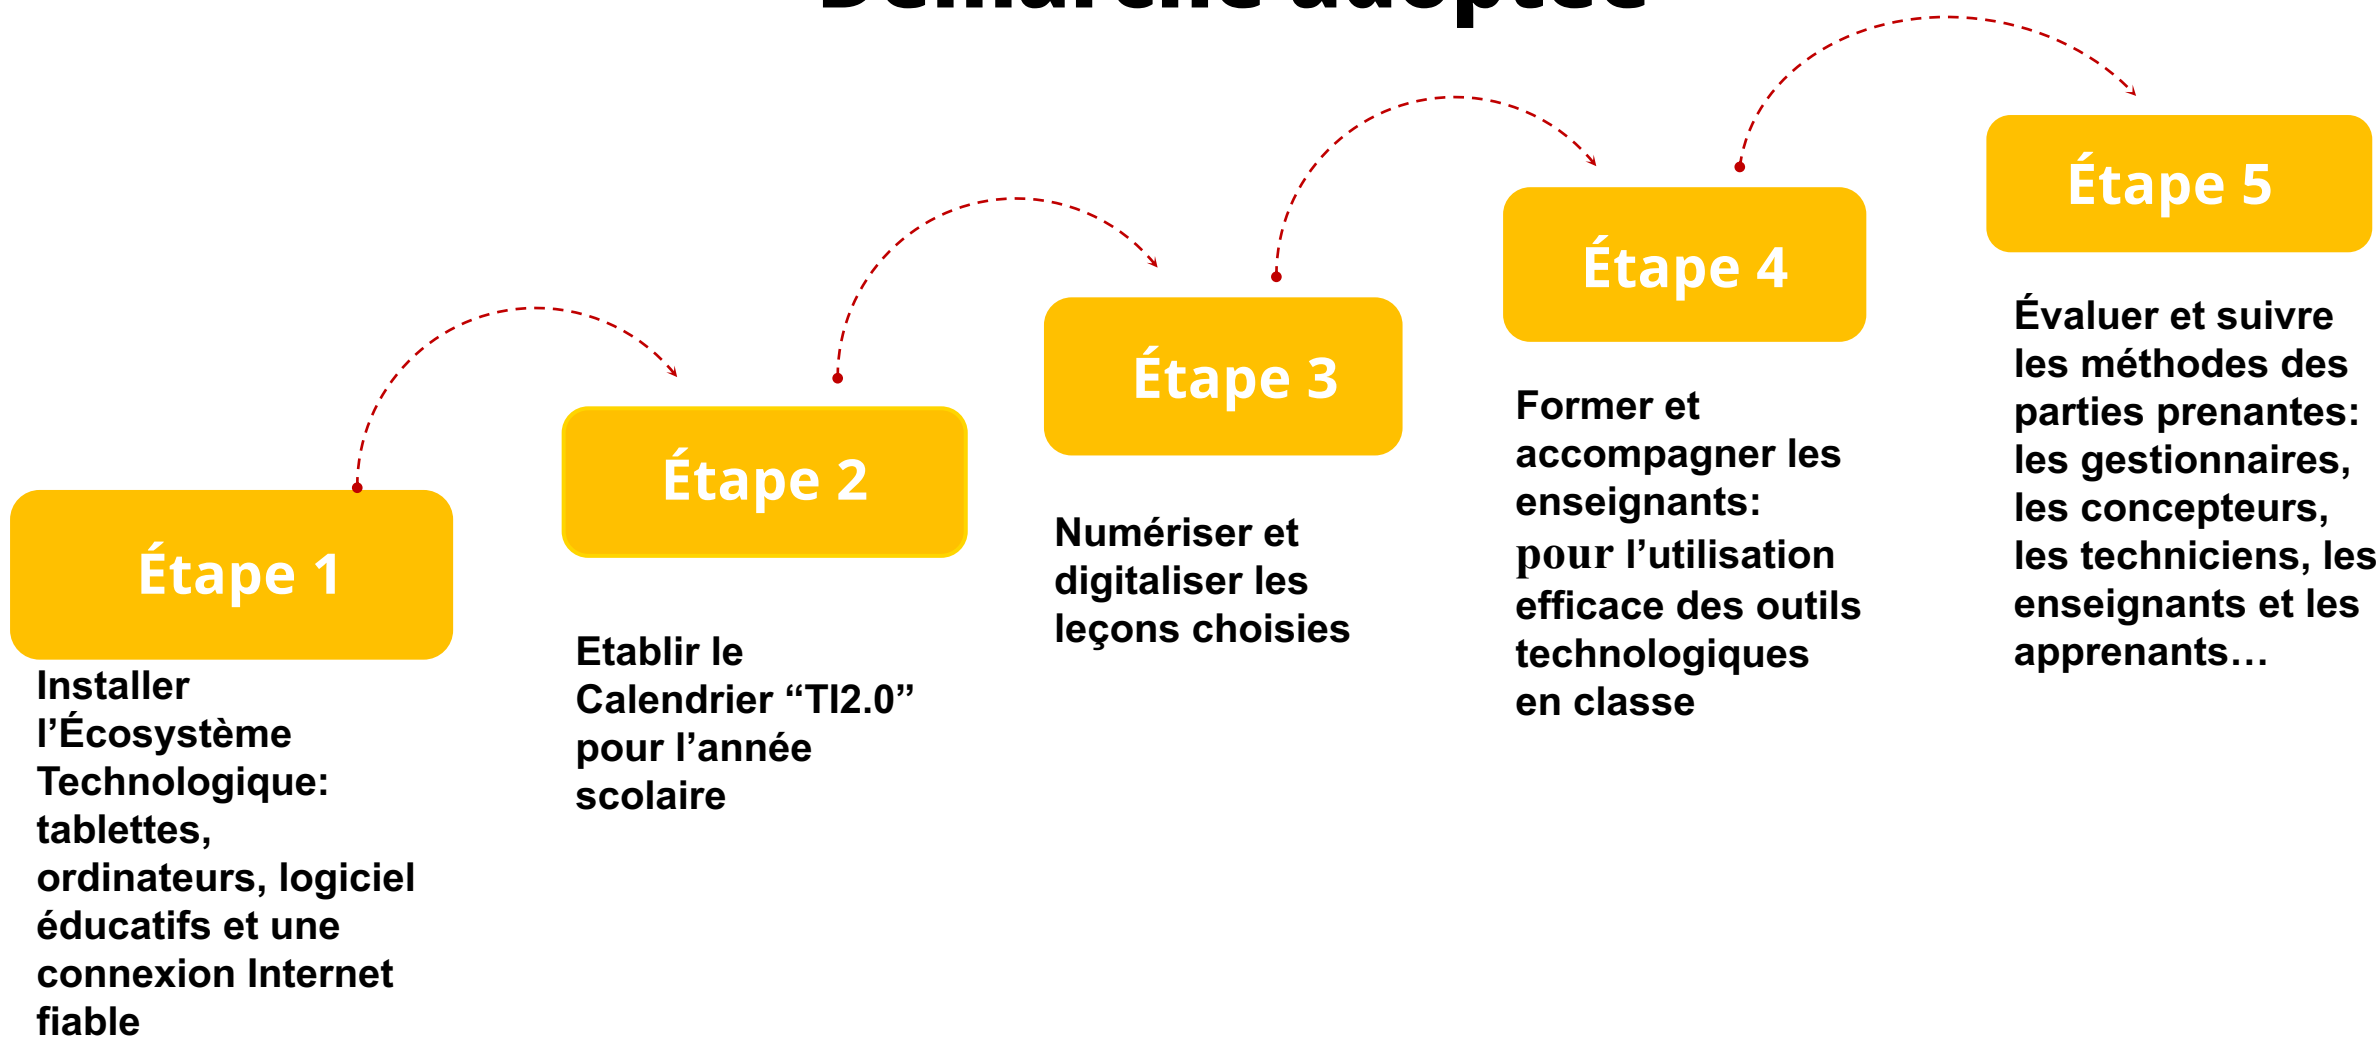 Démarche adoptée
Étape 1
Installer
l’Écosystème
Technologique:
tablettes,
ordinateurs, logiciel
éducatifs et une
connexion Internet
fiable
Étape 2
Etablir le
Calendrier “TI2.0”
pour l’année
scolaire
Étape 3
Numériser et
digitaliser les
leçons choisies
Étape 4
Former et
accompagner les
enseignants:
pour l’utilisation
efficace des outils
technologiques
en classe
Étape 5
Évaluer et suivre
les méthodes des
parties prenantes:
les gestionnaires,
les concepteurs,
les techniciens, les
enseignants et les
apprenants…